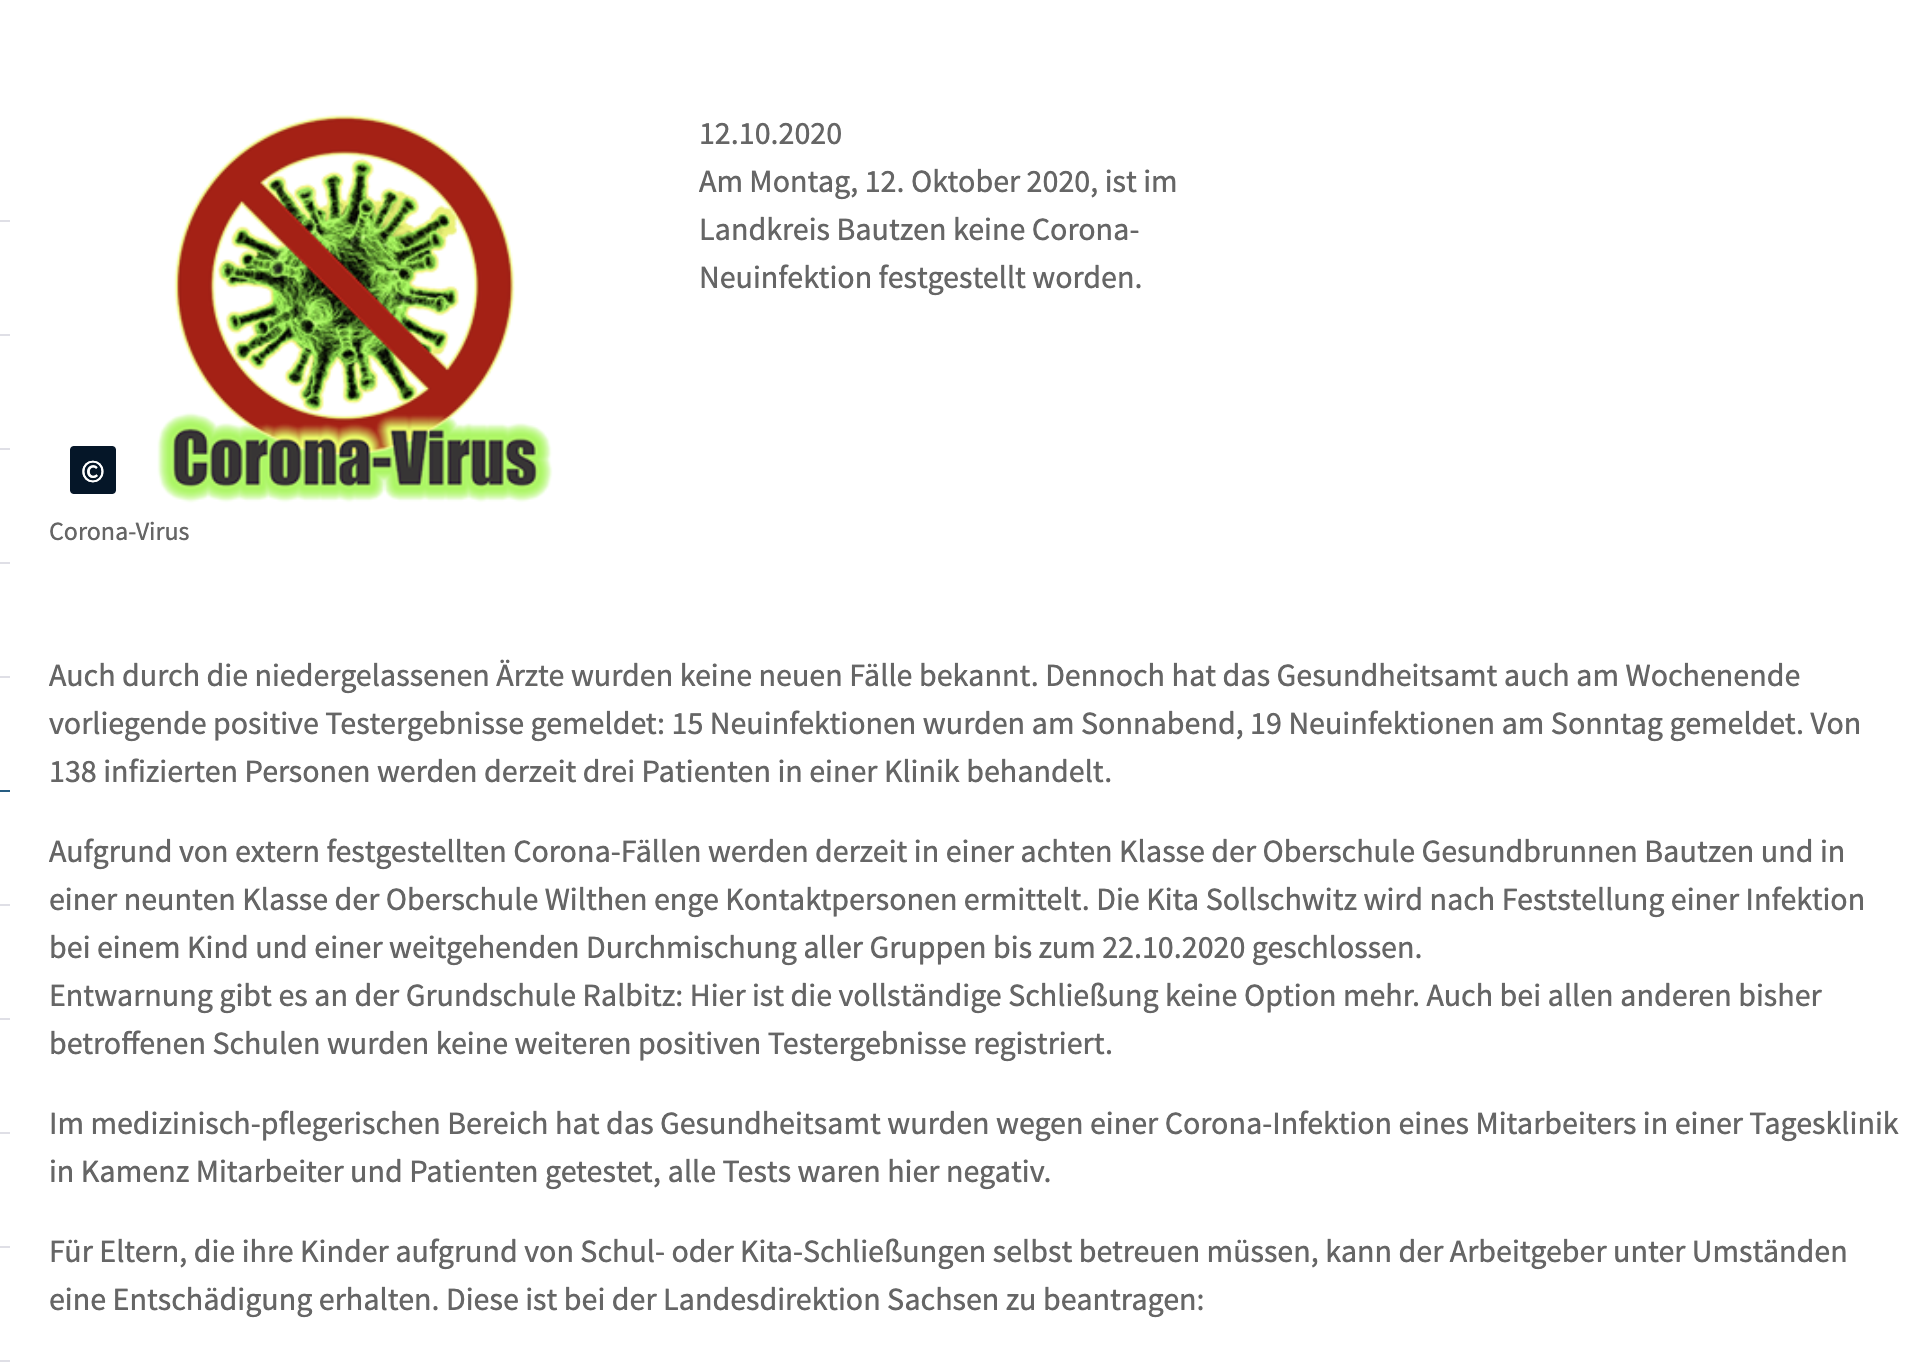 12.10.2020
Am Montag, 12. Oktober 2020, ist im
Landkreis Bautzen keine Corona-
Neuinfektion festgestellt worden.
Corona-Virus
©
Corona-Virus
Auch durch die niedergelassenen Ärzte wurden keine neuen Fälle bekannt. Dennoch hat das Gesundheitsamt auch am Wochenende
vorliegende positive Testergebnisse gemeldet: 15 Neuinfektionen wurden am Sonnabend, 19 Neuinfektionen am Sonntag gemeldet. Von
138 infizierten Personen werden derzeit drei Patienten in einer Klinik behandelt.
Aufgrund von extern festgestellten Corona-Fällen werden derzeit in einer achten Klasse der Oberschule Gesundbrunnen Bautzen und in
einer neunten Klasse der Oberschule Wilthen enge Kontaktpersonen ermittelt. Die Kita Sollschwitz wird nach Feststellung einer Infektion
bei einem Kind und einer weitgehenden Durchmischung aller Gruppen bis zum 22.10.2020 geschlossen.
Entwarnung gibt es an der Grundschule Ralbitz: Hier ist die vollständige Schließung keine Option mehr. Auch bei allen anderen bisher
betroffenen Schulen wurden keine weiteren positiven Testergebnisse registriert.
Im medizinisch-pflegerischen Bereich hat das Gesundheitsamt wurden wegen einer Corona-Infektion eines Mitarbeiters in einer Tagesklinik
in Kamenz Mitarbeiter und Patienten getestet, alle Tests waren hier negativ.
Für Eltern, die ihre Kinder aufgrund von Schul- oder Kita-Schließungen selbst betreuen müssen, kann der Arbeitgeber unter Umständen
eine Entschädigung erhalten. Diese ist bei der Landesdirektion Sachsen zu beantragen: